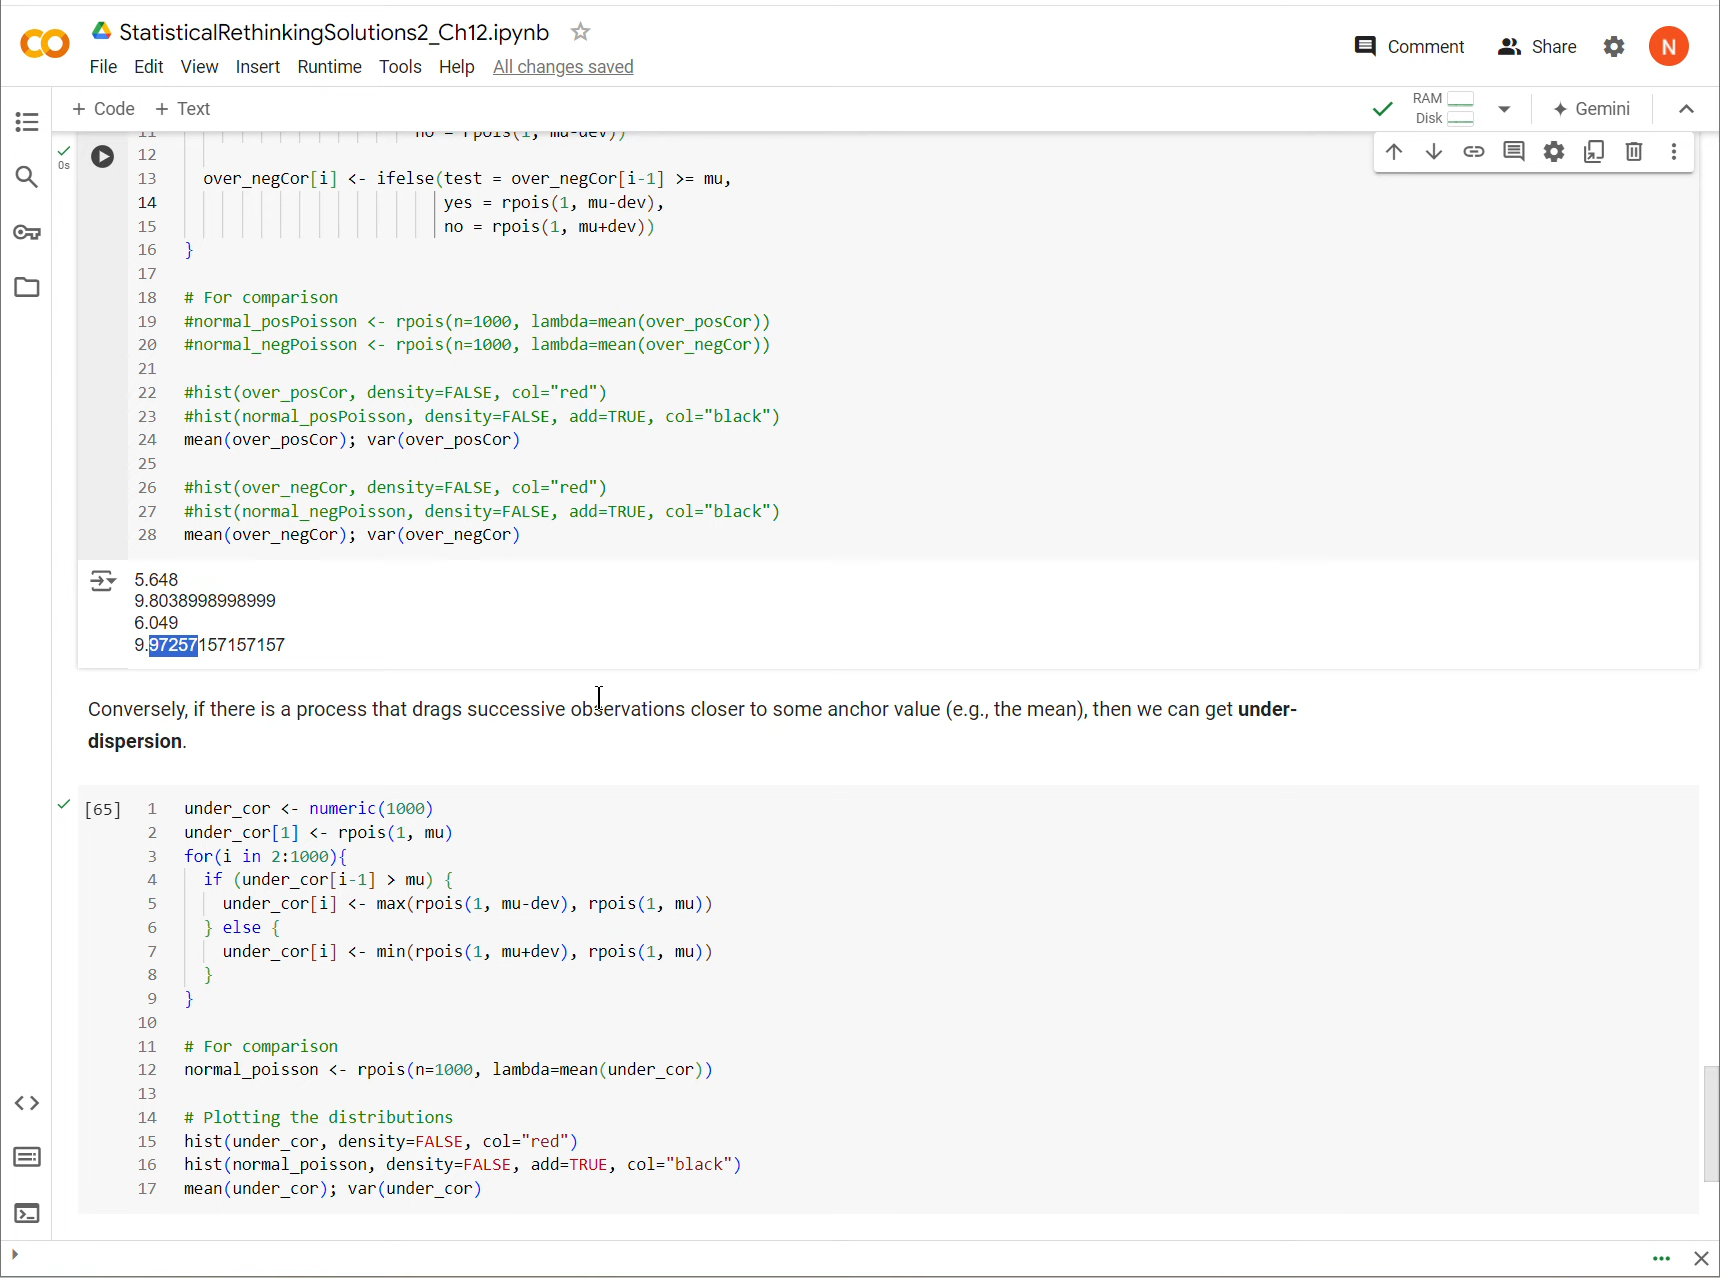 StatisticalRethinkingSolutions2_Ch12.ipynb
Comment
Share
N
File Edit View Insert Runtime Tools Help All changes saved
+ Code + Text
RAM
Disk
Gemini
11 no = rpois(1, mu-dev))
0s
12
13 over_negCor[i] <- ifelse(test = over_negCor[i-1] >= mu,
14 yes = rpois(1, mu-dev),
15 no = rpois(1, mu+dev))
16 }
17
18 # For comparison
19 #normal_posPoisson <- rpois(n=1000, lambda=mean(over_posCor))
20 #normal_negPoisson <- rpois(n=1000, lambda=mean(over_negCor))
21
22 #hist(over_posCor, density=FALSE, col="red")
23 #hist(normal_posPoisson, density=FALSE, add=TRUE, col="black")
24 mean(over_posCor); var(over_posCor)
25
26 #hist(over_negCor, density=FALSE, col="red")
27 #hist(normal_negPoisson, density=FALSE, add=TRUE, col="black")
28 mean(over_negCor); var(over_negCor)
5.648
9.8038998998999
6.049
9.97257157157157
Conversely, if there is a process that drags successive observations closer to some anchor value (e.g., the mean), then we can get under-
dispersion.
[65] 1 under_cor <- numeric(1000)
2 under_cor[1] <- rpois(1, mu)
3 for(i in 2:1000){
4 if (under_cor[i-1] > mu) {
5 under_cor[i] <- max(rpois(1, mu-dev), rpois(1, mu))
6 } else {
7 under_cor[i] <- min(rpois(1, mu+dev), rpois(1, mu))
8 }
9 }
10
11 # For comparison
12 normal_poisson <- rpois(n=1000, lambda=mean(under_cor))
13
14 # Plotting the distributions
15 hist(under_cor, density=FALSE, col="red")
16 hist(normal_poisson, density=FALSE, add=TRUE, col="black")
17 mean(under_cor); var(under_cor)